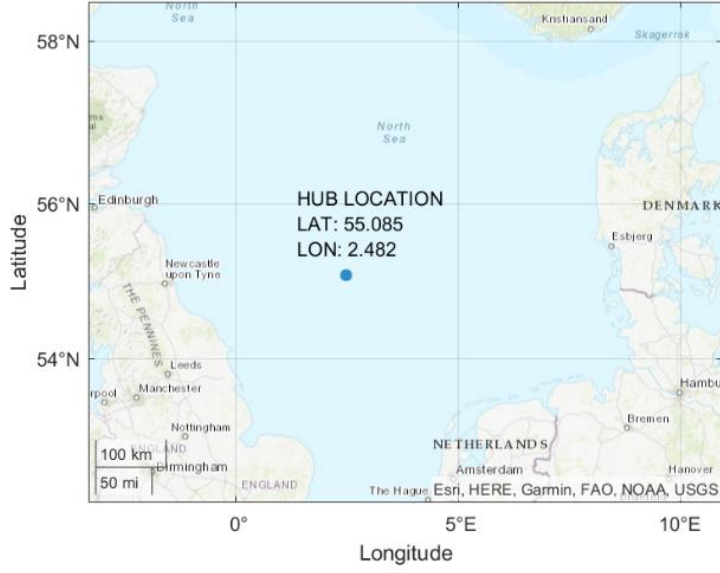 North
Sea
Kristiansand
58°N
Skagerrak
North
Sea
56°N
Edinburgh
HUB LOCATION
LAT: 55.085
LON: 2.482
DENMARK
Esbjerg
Newcastle
upon Tyne
THE PENNINES
54°N
Leeds
Manchester
rpool
Hambu
Nottingham
Bremen
ENGLAND
NETHERLANDS
100 km
50 mi
Birmingham
Amsterdam
Hanover
ENGLAND
The Hague
Esri, HERE, Garmin, FAO, NOAA, USGS
0°
5°E
10°E
Longitude
Latitude